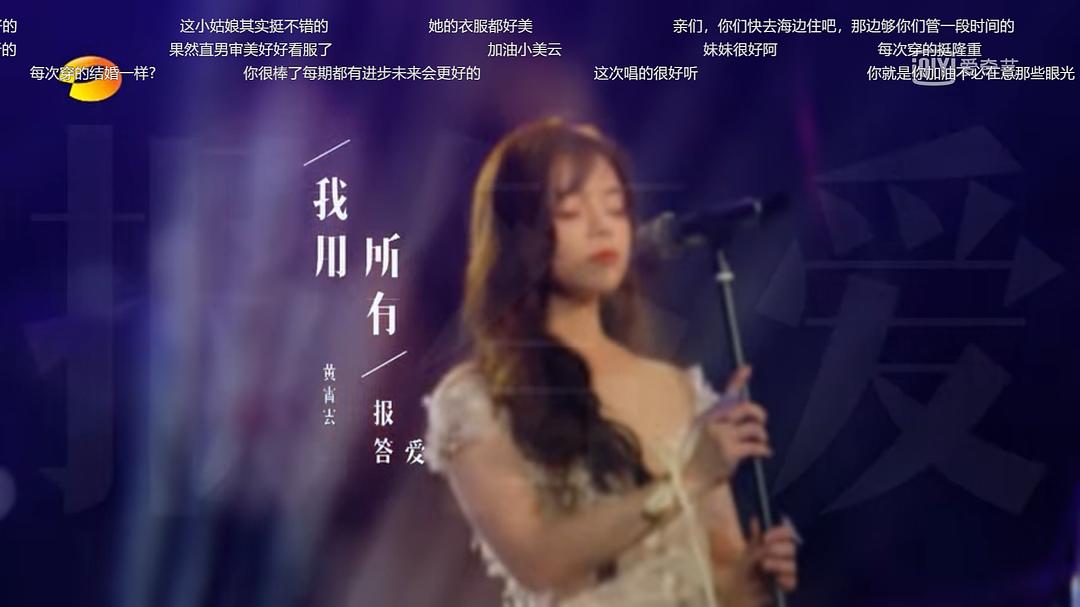 的
这小姑娘其实挺不错的
她的衣服都好美
亲们，你们快去海边住吧，那边够你们管一段时间的
的
果然直男审美好好看服了
加油小美云
妹妹很好阿
每次穿的挺隆重
每次穿的结婚一样？
你很棒了每期都有进步未来会更好的
这次唱的很好听
你就是你加油不必在意那些眼光
iQIYI 爱奇艺
我用
所有
报答
爱
黄霄雲
报
爱